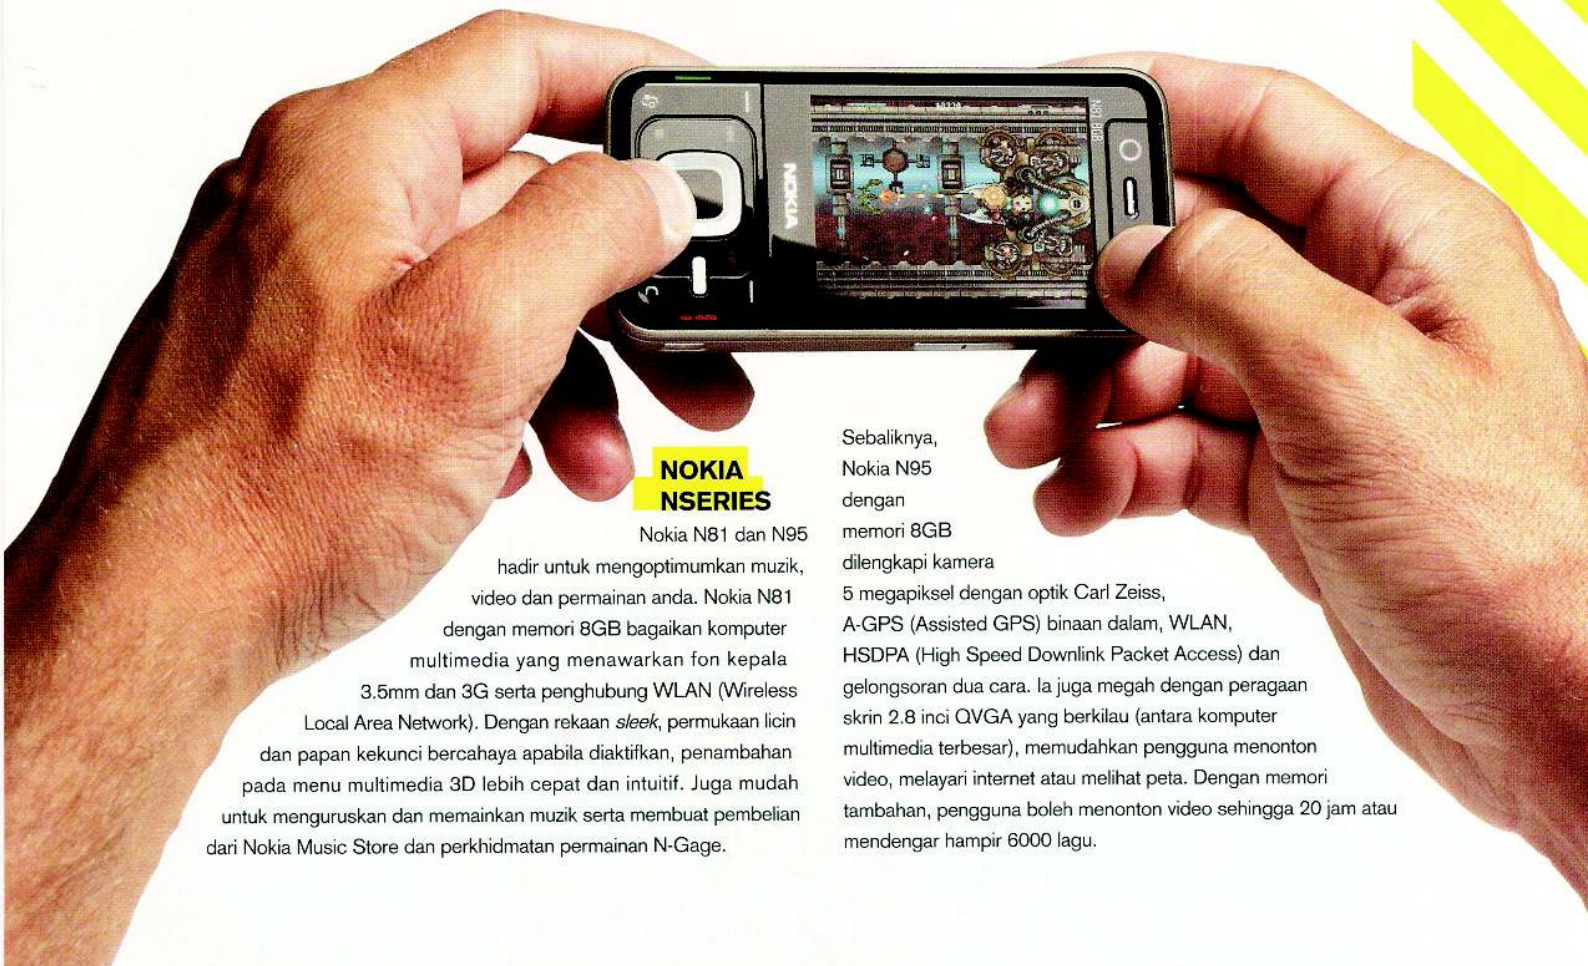 NOKIA
N81 8GB
NOKIA
NSERIES
Nokia N81 dan N95
hadir untuk mengoptimumkan muzik,
video dan permainan anda. Nokia N81
dengan memori 8GB bagaikan komputer
multimedia yang menawarkan fon kepala
3.5mm dan 3G serta penghubung WLAN (Wireless
Local Area Network). Dengan rekaan sleek, permukaan licin
dan papan kekunci bercahaya apabila diaktifkan, penambahan
pada menu multimedia 3D lebih cepat dan intuitif. Juga mudah
untuk menguruskan dan memainkan muzik serta membuat pembelian
dari Nokia Music Store dan perkhidmatan permainan N-Gage.
Sebaliknya,
Nokia N95
dengan
memori 8GB
dilengkapi kamera
5 megapiksel dengan optik Carl Zeiss,
A-GPS (Assisted GPS) binaan dalam, WLAN,
HSDPA (High Speed Downlink Packet Access) dan
gelongsoran dua cara. Ia juga megah dengan peragaan
skrin 2.8 inci QVGA yang berkilau (antara komputer
multimedia terbesar), memudahkan pengguna menonton
video, melayari internet atau melihat peta. Dengan memori
tambahan, pengguna boleh menonton video sehingga 20 jam atau
mendengar hampir 6000 lagu.